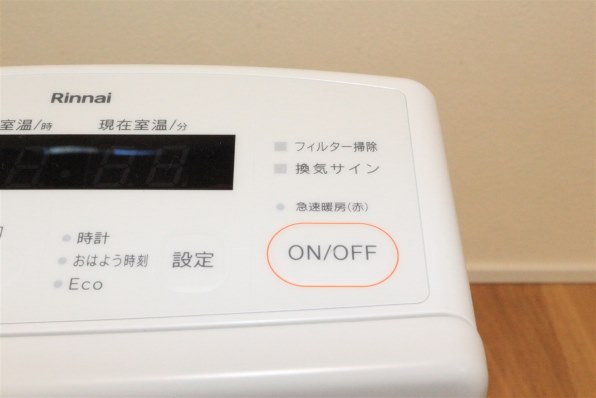 Rinnai
室温/時 現在室温/分
フィルター掃除
換気サイン
急速暖房(赤)
ON/OFF
時計
おはよう時刻
Eco
設定